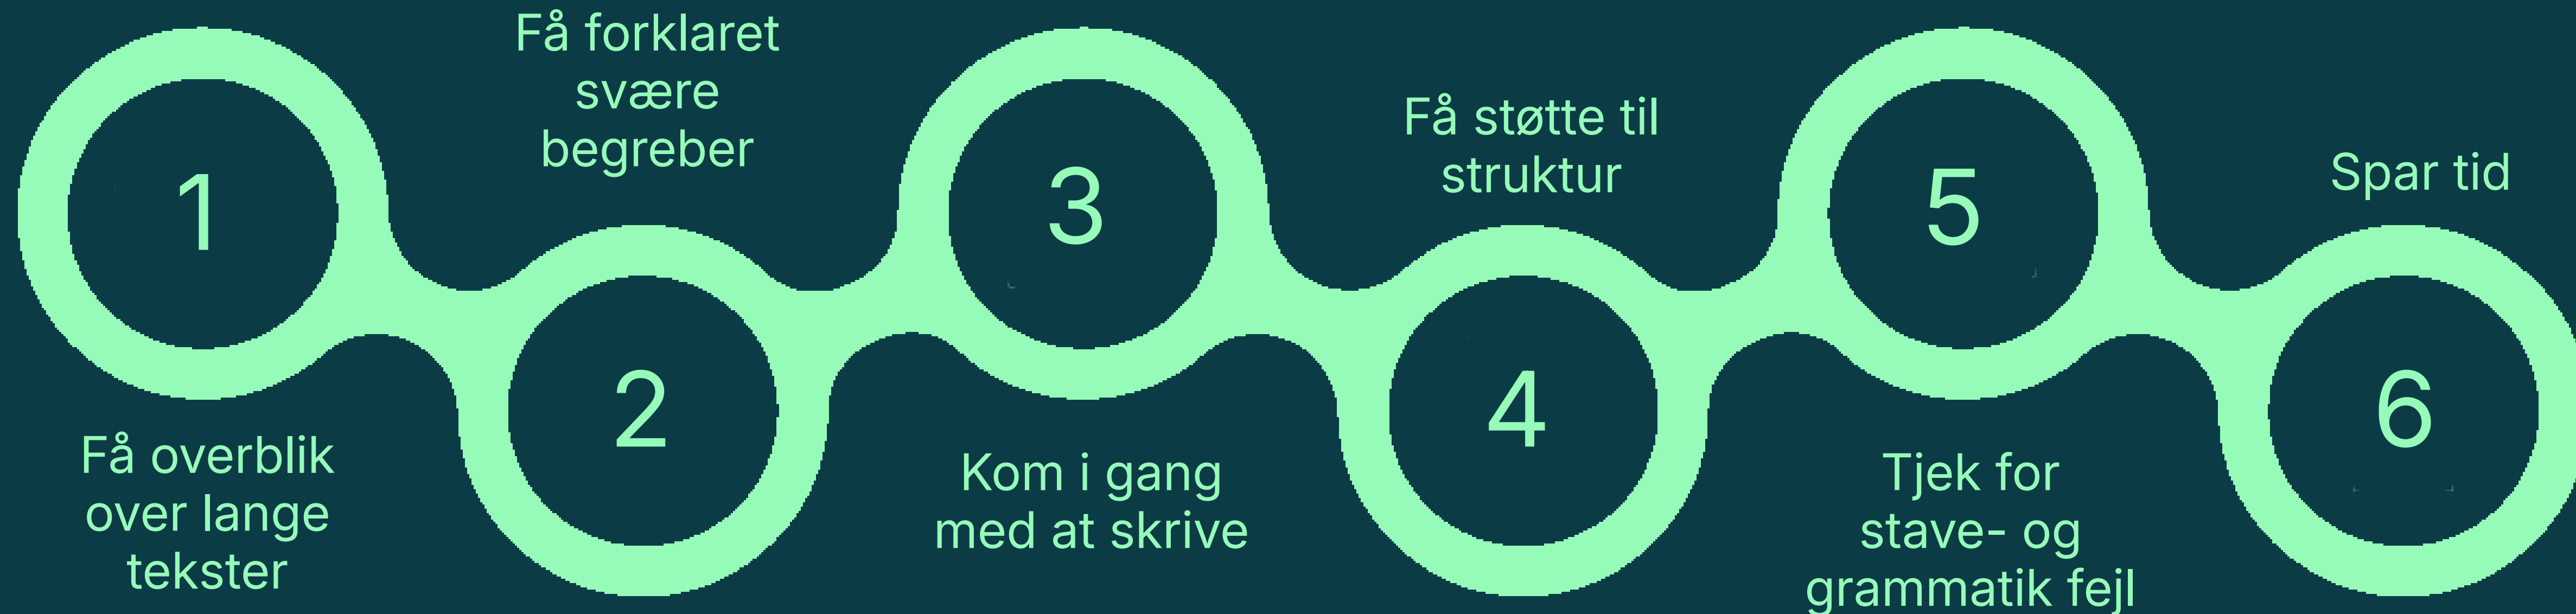 1
Få overblik
over lange
tekster
Få forklaret
svære
begreber
2
3
Kom i gang
med at skrive
Få støtte til
struktur
4
5
Tjek for
stave- og
grammatik fejl
Spar tid
6